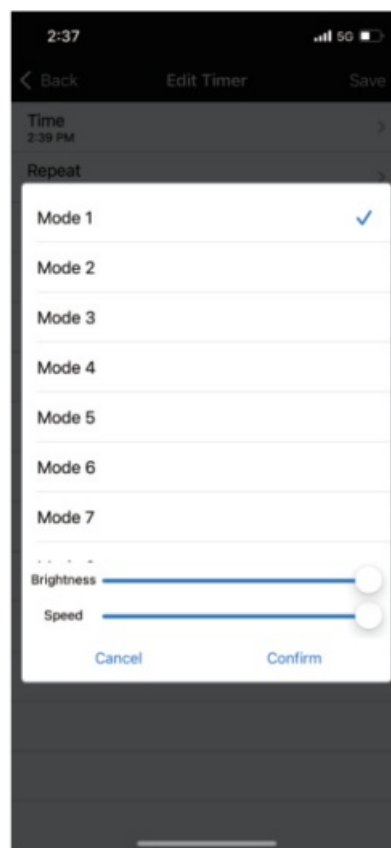 2:37 5G
Back Edit Timer Save
Time
2:39 PM
Repeat
Mode 1
Mode 2
Mode 3
Mode 4
Mode 5
Mode 6
Mode 7
Brightness
Speed
Cancel Confirm